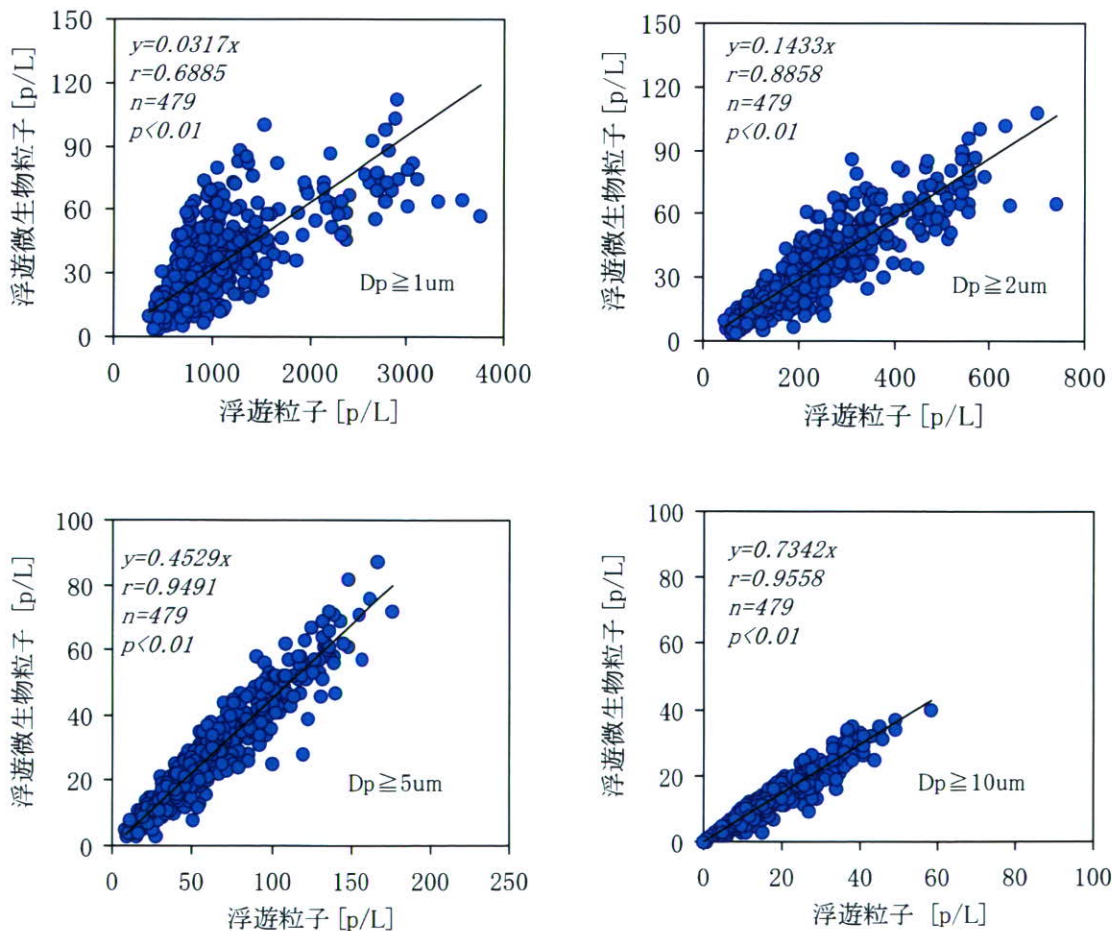 浮遊微生物粒子 [p/L]
150
120
90
60
30
0
y=0.0317x
r=0.6885
n=479
p<0.01
Dp≧1um
0 1000 2000 3000 4000
浮遊粒子 [p/L]
浮遊微生物粒子 [p/L]
150
120
90
60
30
0
y=0.1433x
r=0.8858
n=479
p<0.01
Dp≧2um
0 200 400 600 800
浮遊粒子 [p/L]
浮遊微生物粒子 [p/L]
100
80
60
40
20
0
y=0.4529x
r=0.9491
n=479
p<0.01
Dp≧5um
0 50 100 150 200 250
浮遊粒子 [p/L]
浮遊微生物粒子 [p/L]
100
80
60
40
20
0
y=0.7342x
r=0.9558
n=479
p<0.01
Dp≧10um
0 20 40 60 80 100
浮遊粒子 [p/L]